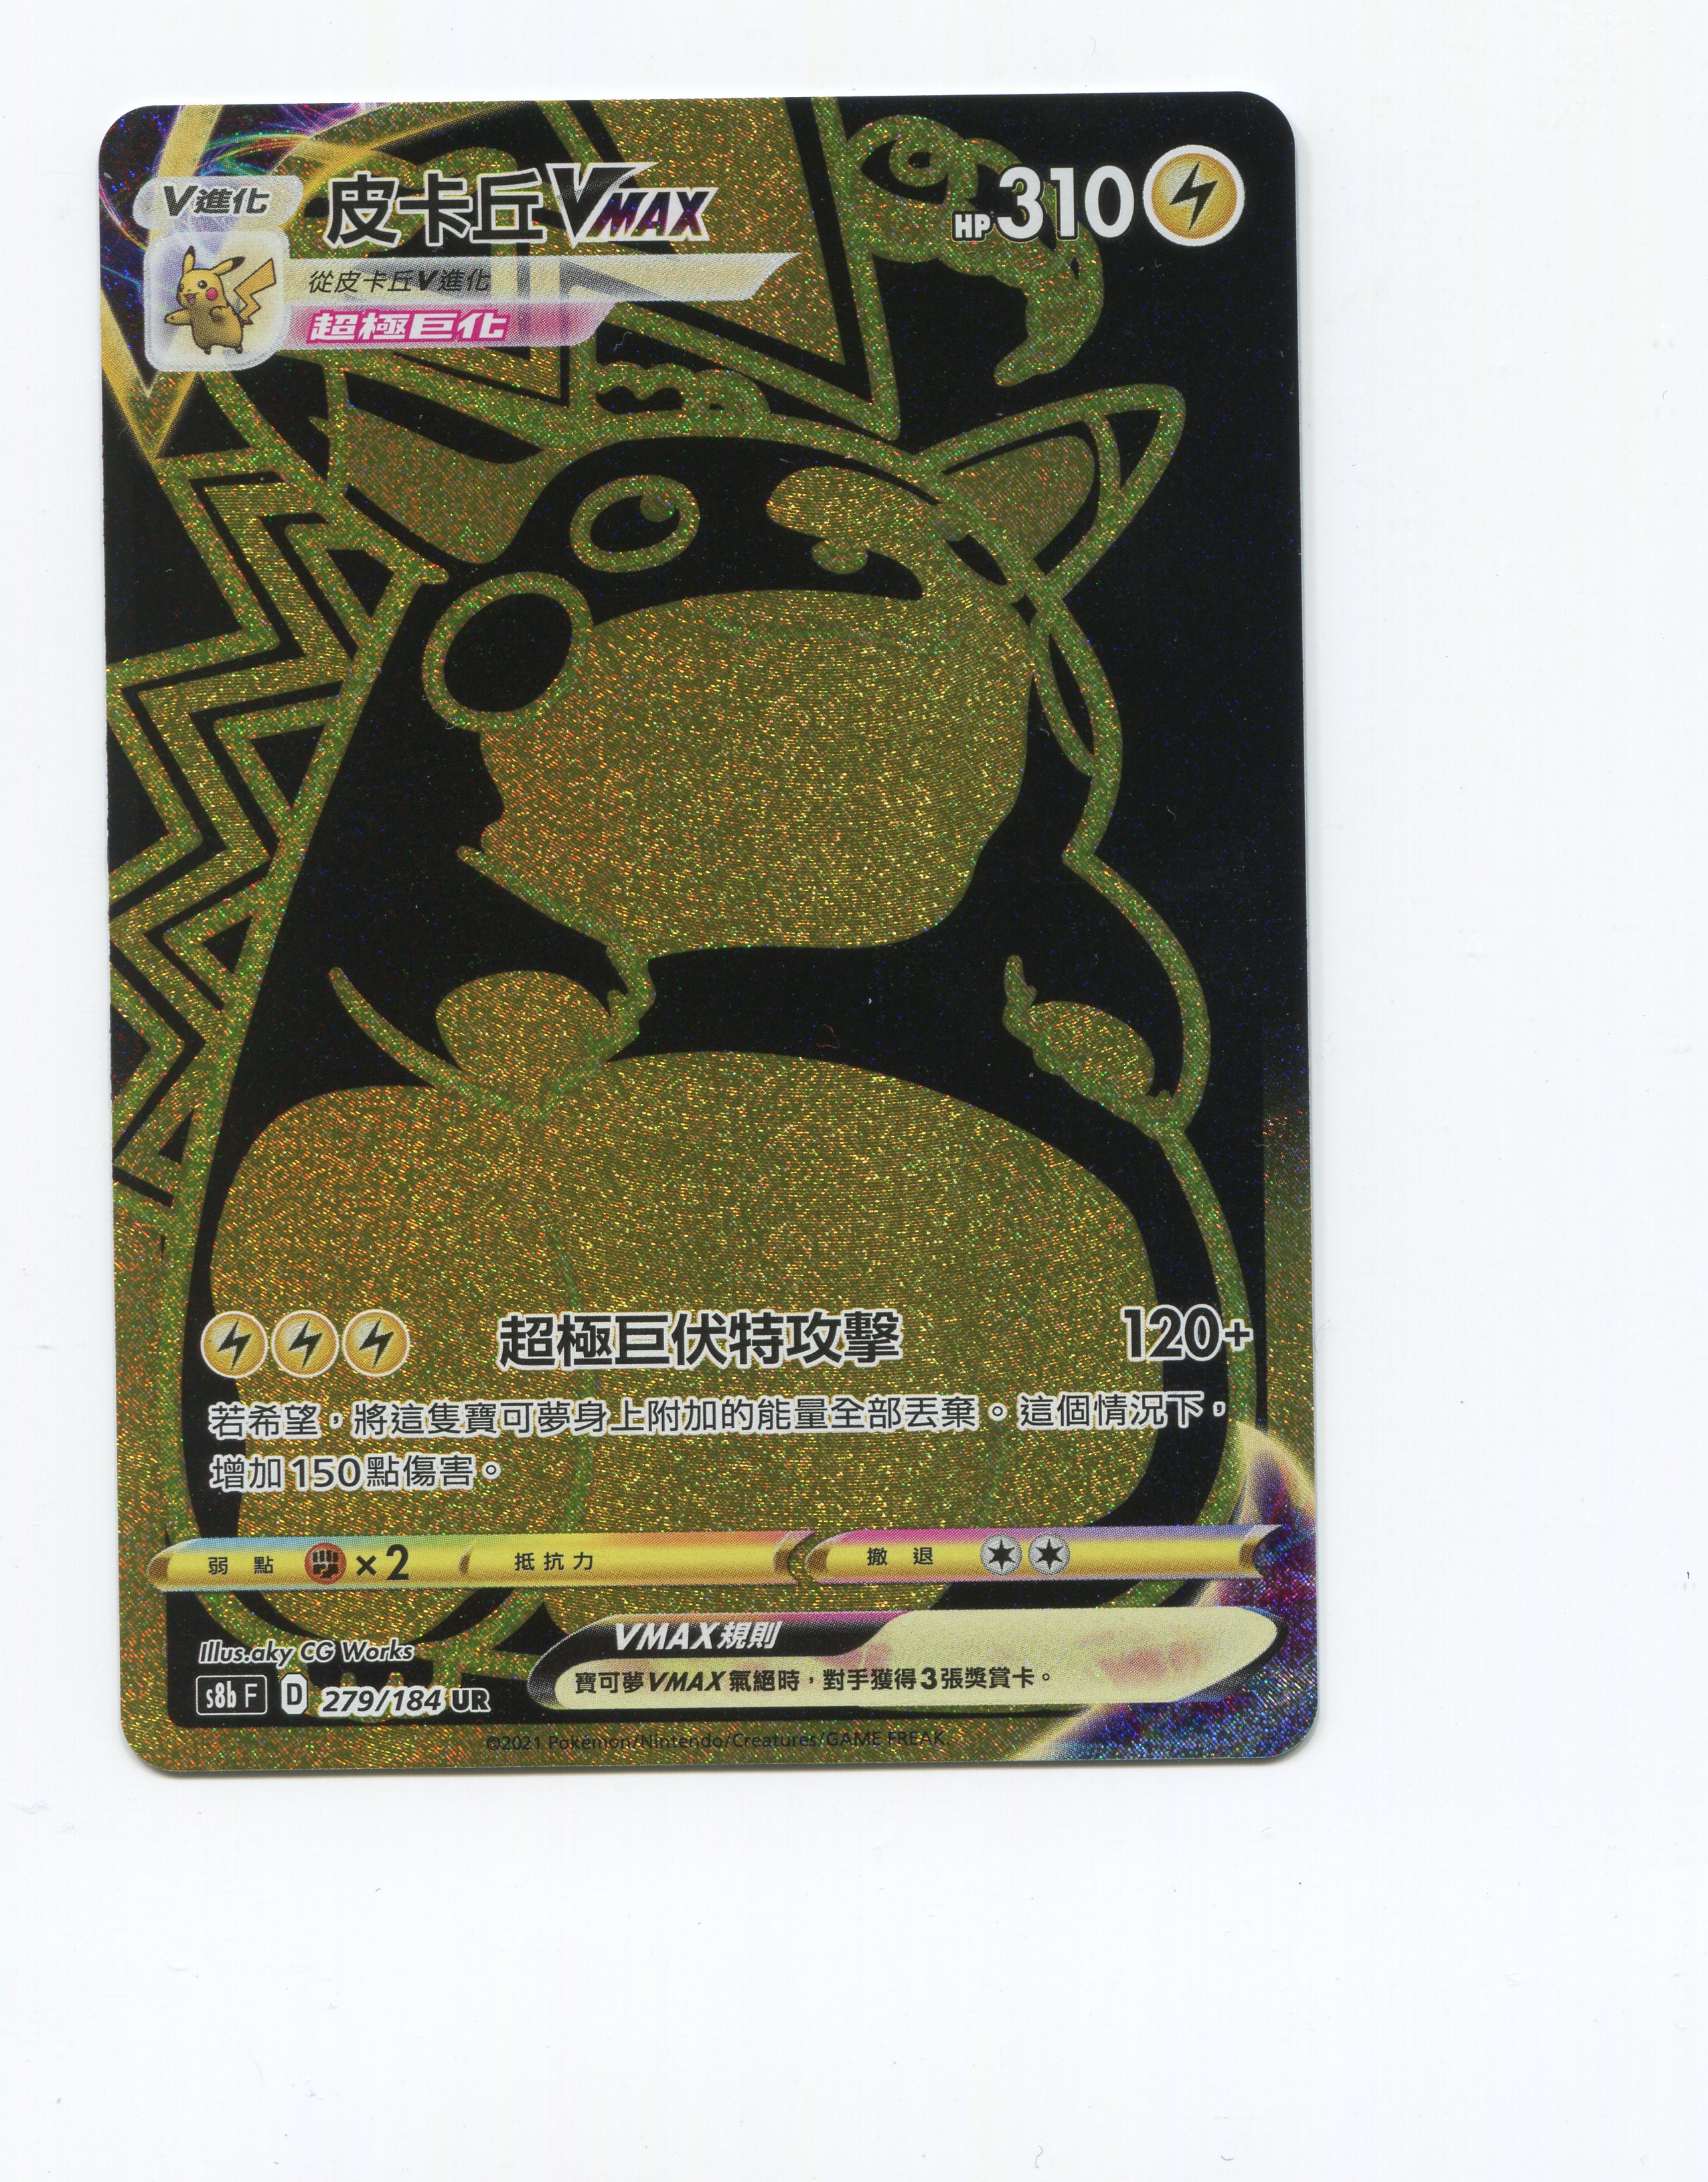 V進化
皮卡丘VMAX
HP310
從皮卡丘V進化
超極巨化
超極巨伏特攻擊 120+
若希望，將這隻寶可夢身上附加的能量全部丟棄。這個情況下，
增加150點傷害。
弱點 ×2 抵抗力 撤退
VMAX規則
寶可夢VMAX氣絕時，對手獲得3張獎賞卡。
Illus.aky CG Works
s8b F D 279/184 UR
©2021 Pokémon/Nintendo/Creatures/GAME FREAK.